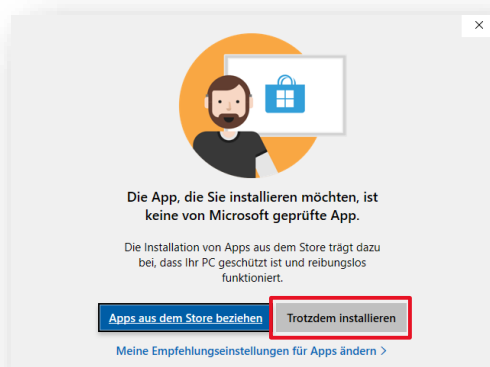 Die App, die Sie installieren möchten, ist
keine von Microsoft geprüfte App.
Die Installation von Apps aus dem Store trägt dazu
bei, dass Ihr PC geschützt ist und reibungslos
funktioniert.
Apps aus dem Store beziehen
Trotzdem installieren
Meine Empfehlungseinstellungen für Apps ändern >